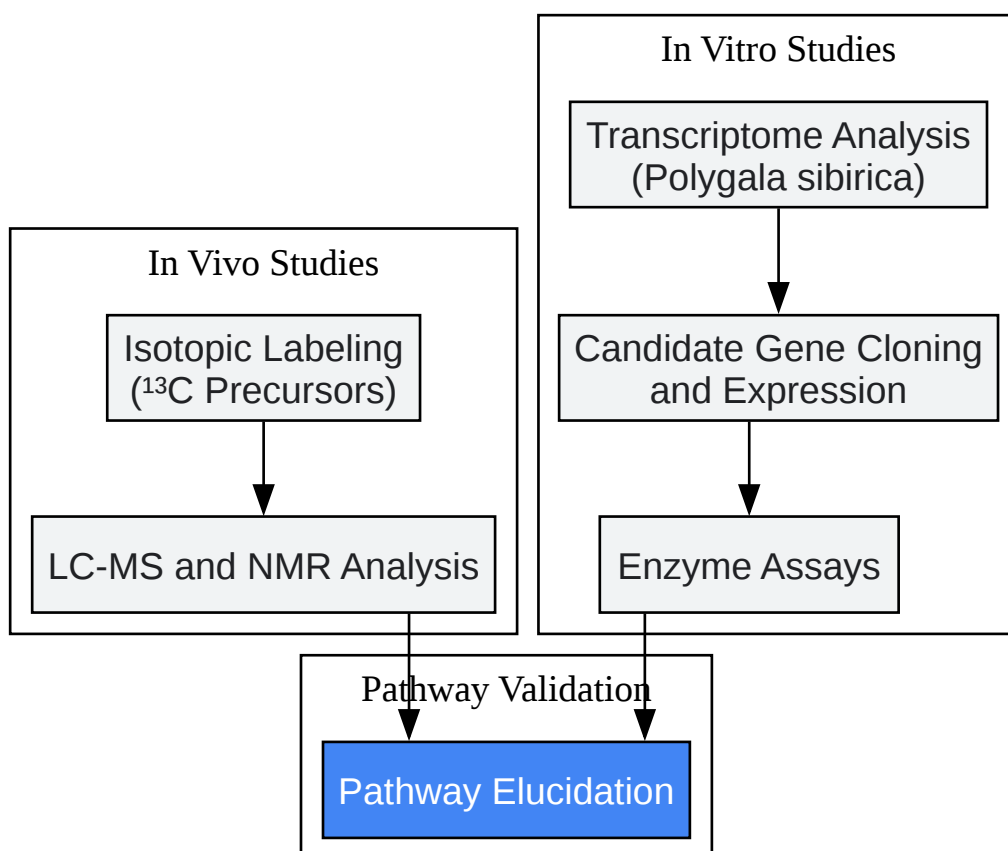 In Vivo Studies
Isotopic Labeling
(¹³C Precursors)
LC-MS and NMR Analysis
In Vitro Studies
Transcriptome Analysis
(Polygala sibirica)
Candidate Gene Cloning
and Expression
Enzyme Assays
Pathway Validation
Pathway Elucidation